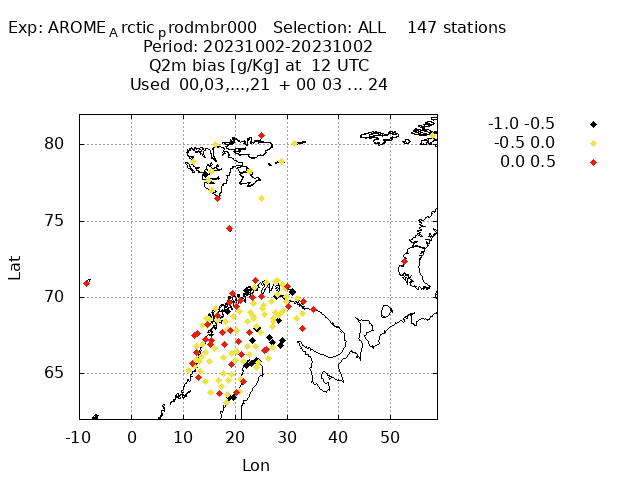 Exp: AROME_Arctic_prodmbr000   Selection: ALL    147 stations
Period: 20231002-20231002
Q2m bias [g/Kg] at  12 UTC
Used  00,03,...,21  + 00 03 ... 24
-1.0 -0.5
-0.5 0.0
0.0 0.5
80
75
70
65
Lat
-10 0 10 20 30 40 50
Lon